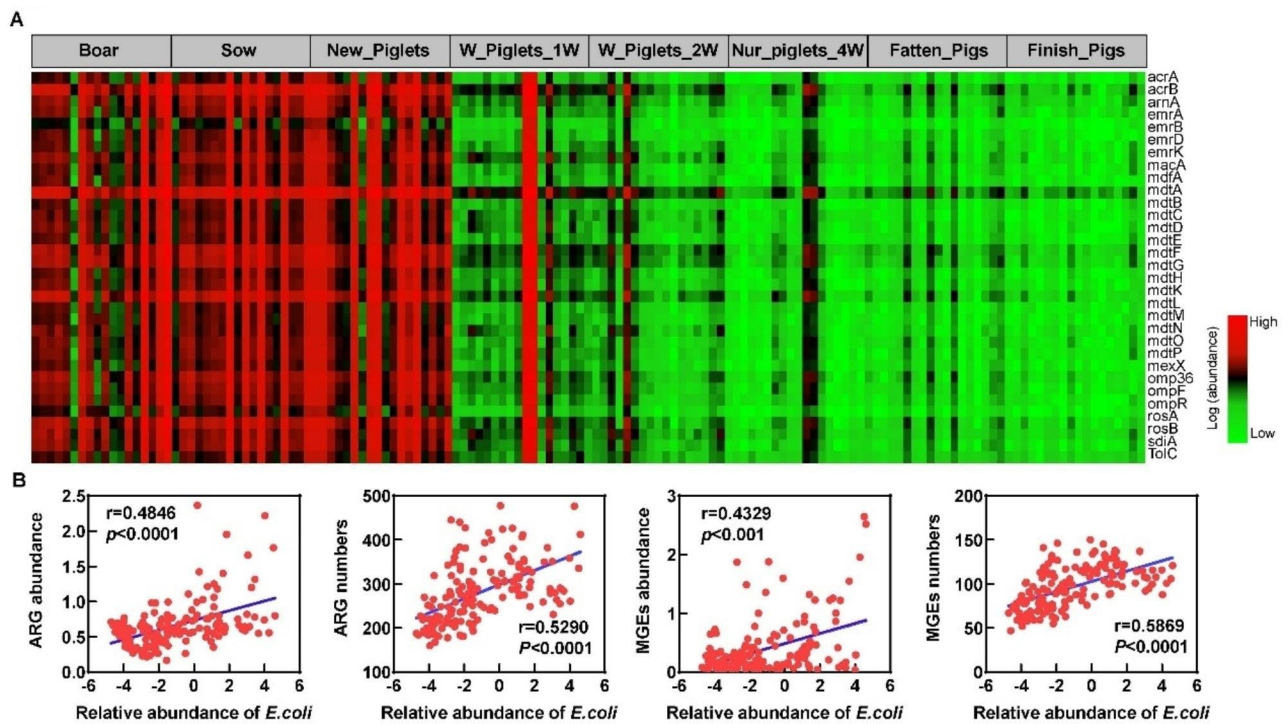 A
Boar Sow New_Piglets W_Piglets_1W W_Piglets_2W Nur_piglets_4W Fatten_Pigs Finish_Pigs
acrA
acrB
arnA
emrA
emrB
emrD
emrK
macA
mdfA
mdtA
mdtB
mdtC
mdtD
mdtE
mdtF
mdtG
mdtH
mdtK
mdtL
mdtM
mdtN
mdtO
mdtP
mexX
omp36
ompF
ompR
rosA
rosB
sdiA
TolC
High
Log (abundance)
Low
B
ARG abundance
2.5
2.0
1.5
1.0
0.5
0.0
r=0.4846
p<0.0001
-6 -4 -2 0 2 4 6
Relative abundance of E.coli
ARG numbers
500
400
300
200
100
r=0.5290
P<0.0001
-6 -4 -2 0 2 4 6
Relative abundance of E.coli
MGEs abundance
3
2
1
0
r=0.4329
p<0.001
-6 -4 -2 0 2 4 6
Relative abundance of E.coli
MGEs numbers
200
150
100
50
0
r=0.5869
P<0.0001
-6 -4 -2 0 2 4 6
Relative abundance of E.coli